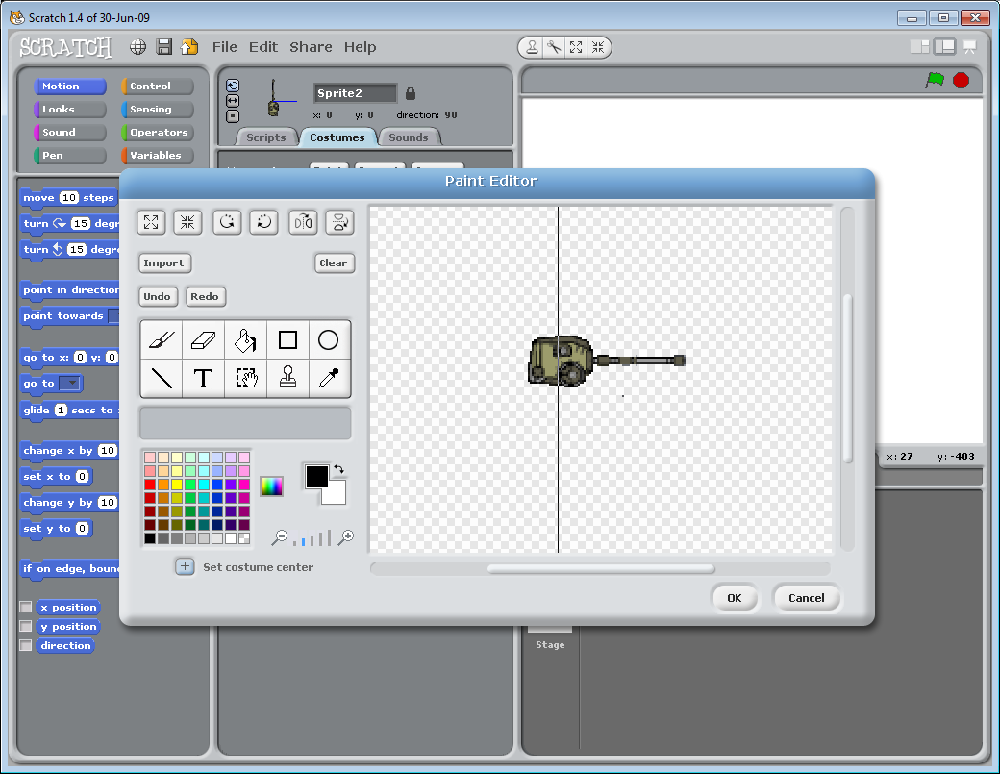 Scratch 1.4 of 30-Jun-09
SCRATCH File Edit Share Help
Motion Control
Looks Sensing
Sound Operators
Pen Variables
Sprite2
x: 0 y: 0 direction: 90
Scripts Costumes Sounds
Paint Editor
move 10 steps
turn 15 degr
turn 15 degre
point in direction
point towards
go to x: 0 y: 0
go to
glide 1 secs to
change x by 10
set x to 0
change y by 10
set y to 0
if on edge, boun
x position
y position
direction
Import Clear
Undo Redo
T
Set costume center
OK Cancel
x: 27 y: -403
Stage